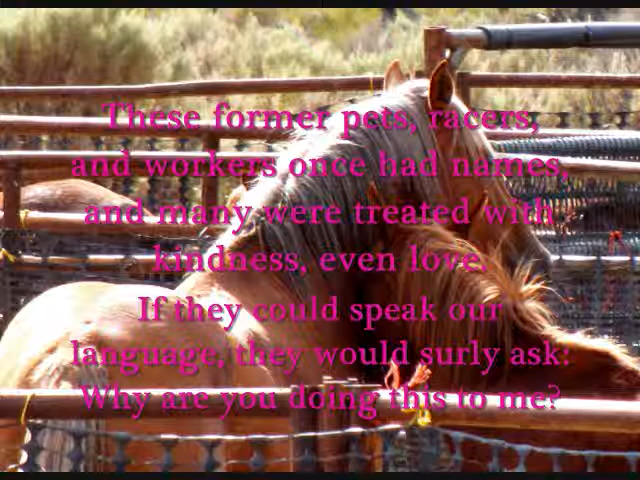 These former pets, racers,
and workers once had names,
and many were treated with
kindness, even love.
If they could speak our
language, they would surly ask:
Why are you doing this to me?